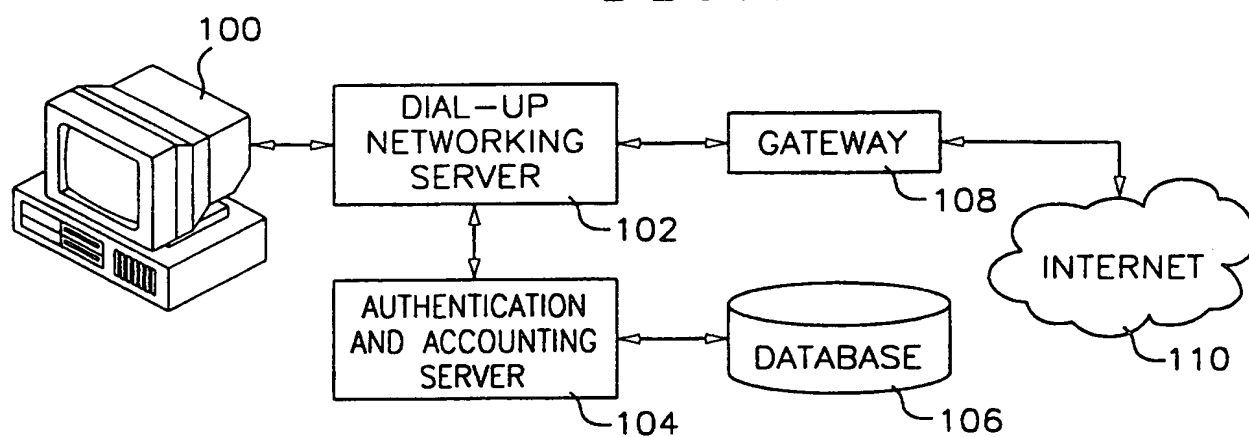 100
DIAL-UP
NETWORKING
SERVER
102
GATEWAY
108
INTERNET
110
AUTHENTICATION
AND ACCOUNTING
SERVER
104
DATABASE
106